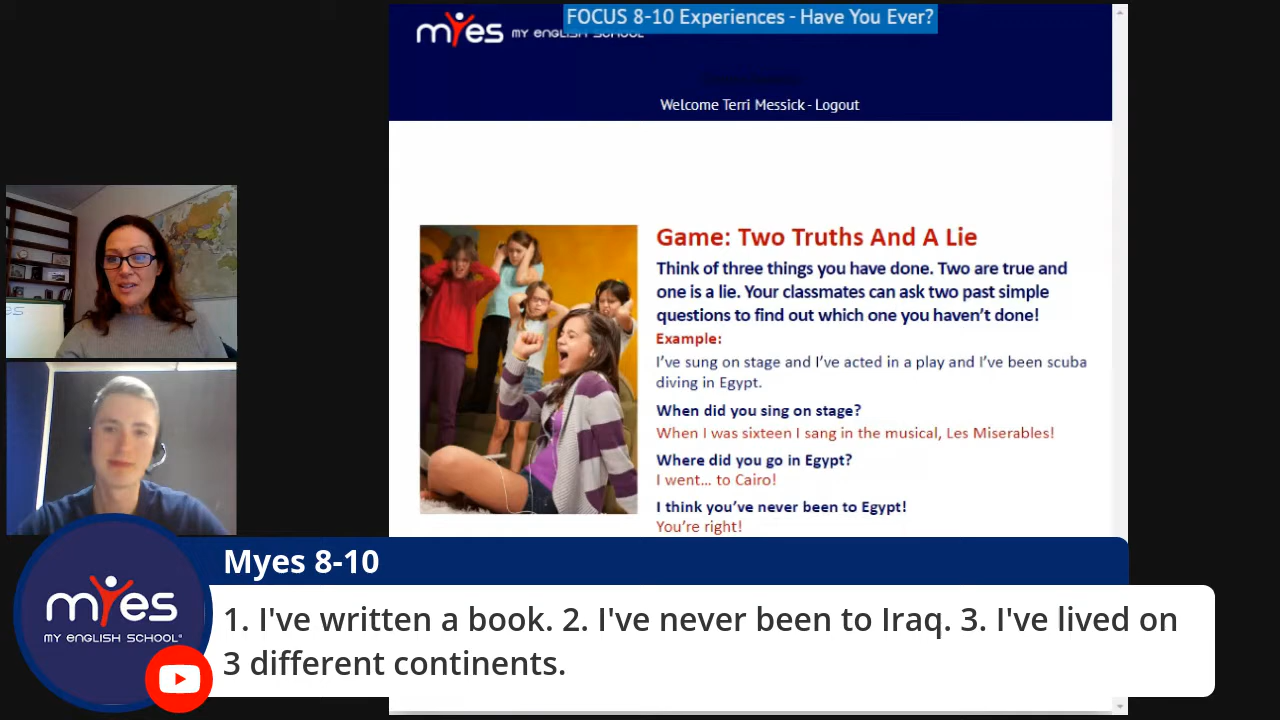 FOCUS 8-10 Experiences - Have You Ever?
myes MY ENGLISH SCHOOL
Welcome Terri Messick - Logout
Game: Two Truths And A Lie
Think of three things you have done. Two are true and
one is a lie. Your classmates can ask two past simple
questions to find out which one you haven't done!
Example:
I've sung on stage and I've acted in a play and I've been scuba
diving in Egypt.
When did you sing on stage?
When I was sixteen I sang in the musical, Les Miserables!
Where did you go in Egypt?
I went... to Cairo!
I think you've never been to Egypt!
You're right!
Myes 8-10
myes
MY ENGLISH SCHOOL®
1. I've written a book. 2. I've never been to Iraq. 3. I've lived on
3 different continents.